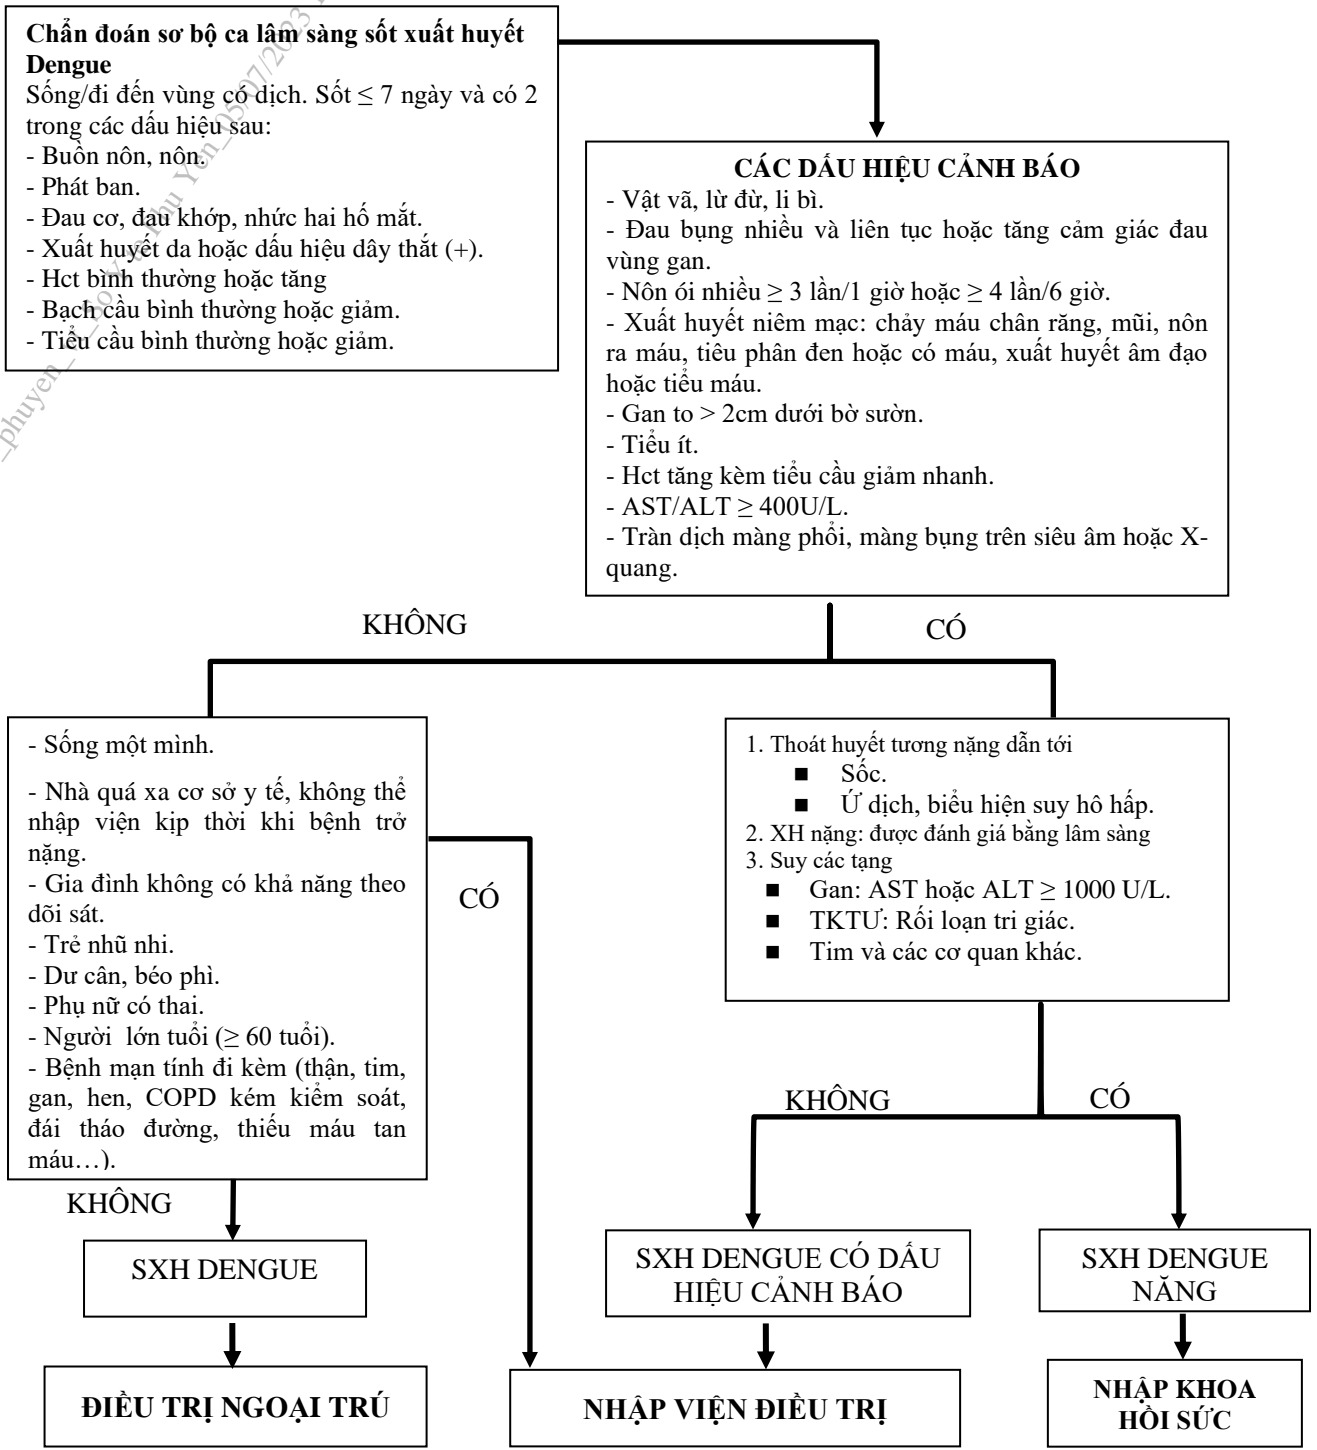 Chẩn đoán sơ bộ ca lâm sàng sốt xuất huyết
Dengue
Sống/đi đến vùng có dịch. Sốt ≤ 7 ngày và có 2
trong các dấu hiệu sau:
- Buồn nôn, nôn.
- Phát ban.
- Đau cơ, đau khớp, nhức hai hố mắt.
- Xuất huyết da hoặc dấu hiệu dây thắt (+).
- Hct bình thường hoặc tăng
- Bạch cầu bình thường hoặc giảm.
- Tiểu cầu bình thường hoặc giảm.
CÁC DẤU HIỆU CẢNH BÁO
- Vật vã, lừ đừ, li bì.
- Đau bụng nhiều và liên tục hoặc tăng cảm giác đau
vùng gan.
- Nôn ói nhiều ≥ 3 lần/1 giờ hoặc ≥ 4 lần/6 giờ.
- Xuất huyết niêm mạc: chảy máu chân răng, mũi, nôn
ra máu, tiêu phân đen hoặc có máu, xuất huyết âm đạo
hoặc tiểu máu.
- Gan to > 2cm dưới bờ sườn.
- Tiểu ít.
- Hct tăng kèm tiểu cầu giảm nhanh.
- AST/ALT ≥ 400U/L.
- Tràn dịch màng phổi, màng bụng trên siêu âm hoặc X-
quang.
KHÔNG
CÓ
- Sống một mình.
- Nhà quá xa cơ sở y tế, không thể
nhập viện kịp thời khi bệnh trở
nặng.
- Gia đình không có khả năng theo
dõi sát.
- Trẻ nhũ nhi.
- Dư cân, béo phì.
- Phụ nữ có thai.
- Người lớn tuổi (≥ 60 tuổi).
- Bệnh mạn tính đi kèm (thận, tim,
gan, hen, COPD kém kiểm soát,
đái tháo đường, thiếu máu tan
máu…).
CÓ
1. Thoát huyết tương nặng dẫn tới
■ Sốc.
■ Ứ dịch, biểu hiện suy hô hấp.
2. XH nặng: được đánh giá bằng lâm sàng
3. Suy các tạng
■ Gan: AST hoặc ALT ≥ 1000 U/L.
■ TKTƯ: Rối loạn tri giác.
■ Tim và các cơ quan khác.
KHÔNG
CÓ
KHÔNG
SXH DENGUE
SXH DENGUE CÓ DẤU
HIỆU CẢNH BÁO
SXH DENGUE
NĂNG
ĐIỀU TRỊ NGOẠI TRÚ
NHẬP VIỆN ĐIỀU TRỊ
NHẬP KHOA
HỒI SỨC